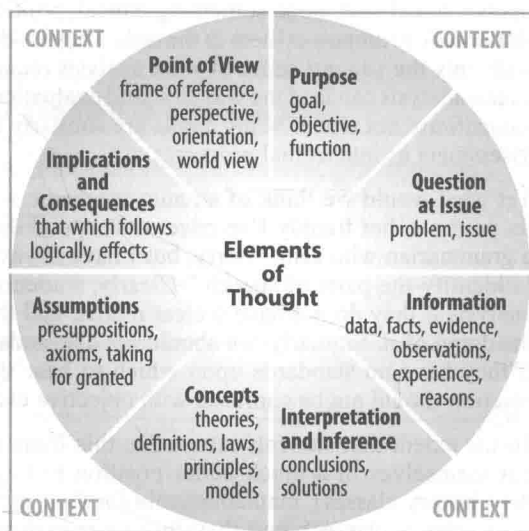 CONTEXT
CONTEXT
Point of View
frame of reference,
perspective,
orientation,
world view
Purpose
goal,
objective,
function
Question
at Issue
problem, issue
Information
data, facts, evidence,
observations,
experiences,
reasons
Interpretation
and Inference
conclusions,
solutions
Concepts
theories,
definitions, laws,
principles,
models
Assumptions
presuppositions,
axioms, taking
for granted
Implications
and
Consequences
that which follows
logically, effects
Elements
of
Thought
CONTEXT
CONTEXT